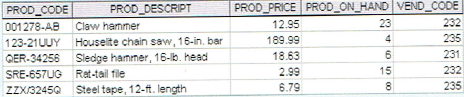 PROD_CODE PROD_DESCRIPT PROD_PRICE PROD_ON_HAND VEND_CODE
001278-AB Claw hammer 12.95 23 232
123-21UUY Houselite chain saw, 16-in. bar 189.99 4 235
QER-34256 Sledge hammer, 16-lb. head 18.63 6 231
SRE-657UG Rat-tail file 2.99 15 232
ZZX/3245Q Steel tape, 12-ft. length 6.79 8 235